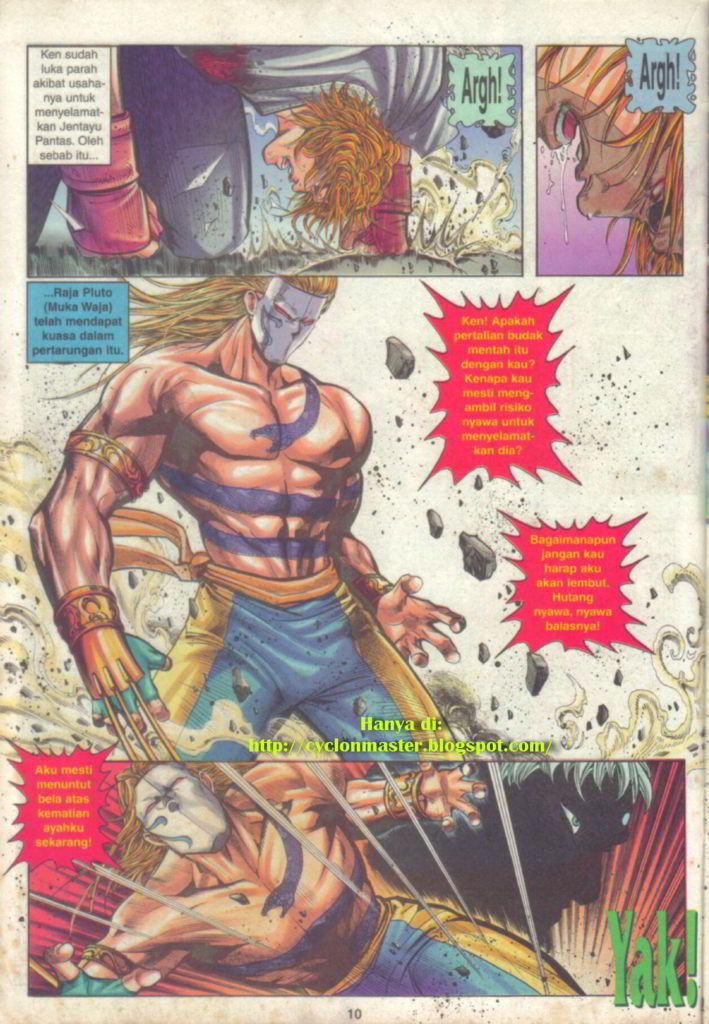 Ken sudah
luka parah
akibat usaha-
nya untuk
menyelamat-
kan Jentayu
Pantas. Oleh
sebab itu...
Argh!
Argh!
...Raja Pluto
(Muka Waja)
telah mendapat
kuasa dalam
pertarungan itu.
Ken! Apakah
pertalian budak
mentah itu
dengan kau?
Kenapa kau
mesti meng-
ambil risiko
nyawa untuk
menyelamat-
kan dia?
Bagaimanapun
jangan kau
harap aku
akan lembut.
Hutang
nyawa, nyawa
balasnya!
Hanya di:
http://cyclonmaster.blogspot.com/
Aku mesti
menuntut
bela atas
kematian
ayahku
sekarang!
Yak!
10